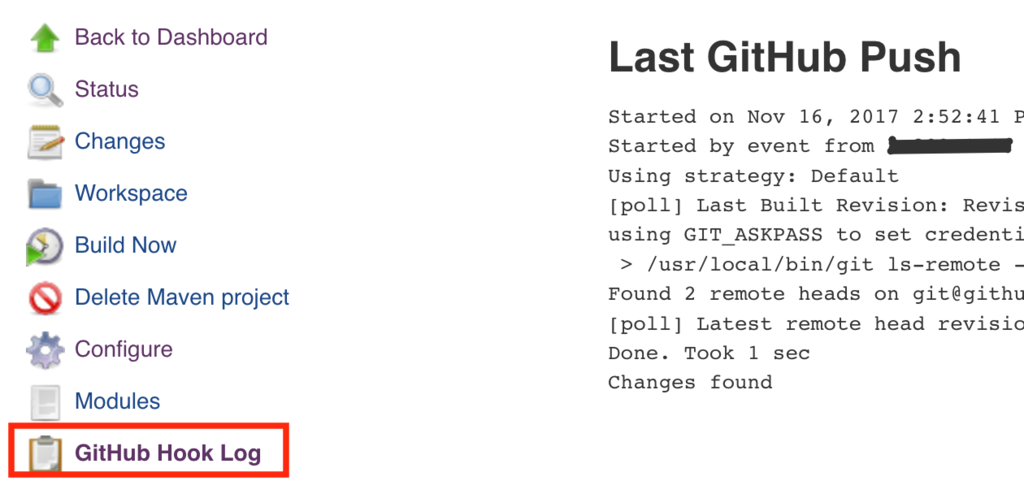 Back to Dashboard
Status
Changes
Workspace
Build Now
Delete Maven project
Configure
Modules
GitHub Hook Log
Last GitHub Push
Started on Nov 16, 2017 2:52:41 P
Started by event from
Using strategy: Default
[poll] Last Built Revision: Revis
using GIT_ASKPASS to set credenti
> /usr/local/bin/git ls-remote -
Found 2 remote heads on git@githu
[poll] Latest remote head revisio
Done. Took 1 sec
Changes found